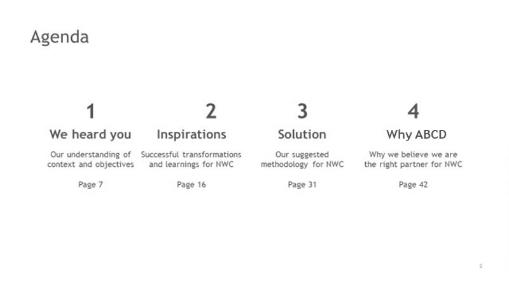 Agenda
1
We heard you
Our understanding of
context and objectives
Page 7
2
Inspirations
Successful transformations
and learnings for NWC
Page 16
3
Solution
Our suggested
methodology for NWC
Page 31
4
Why ABCD
Why we believe we are
the right partner for NWC
Page 42